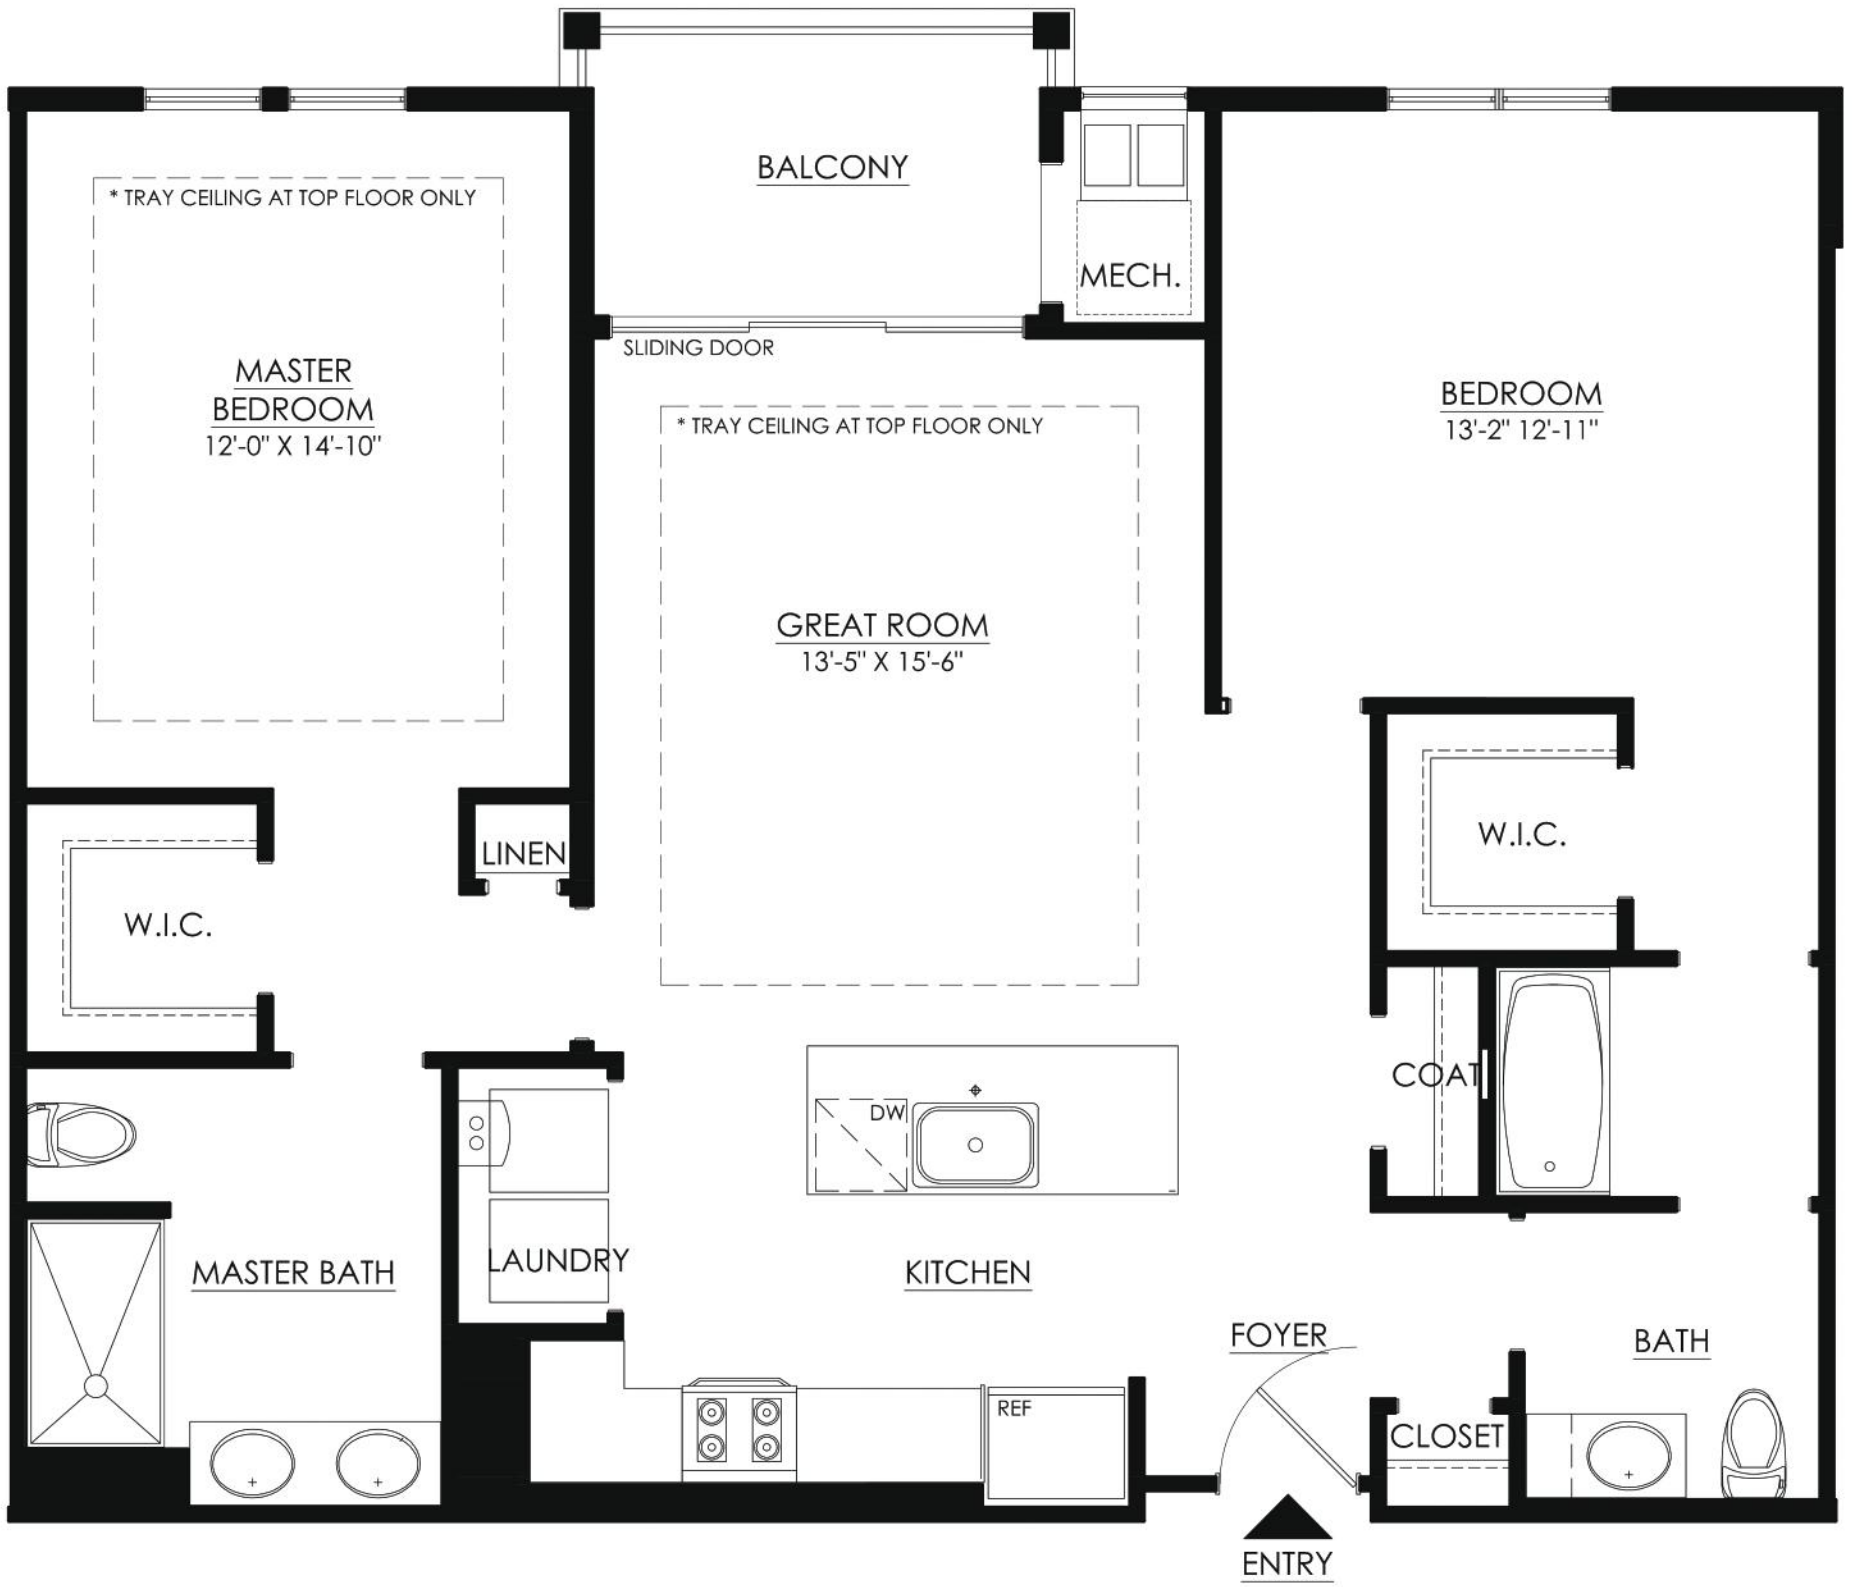 BALCONY
* TRAY CEILING AT TOP FLOOR ONLY
MECH.
SLIDING DOOR
MASTER
BEDROOM
12'-0" X 14'-10"
BEDROOM
13'-2" 12'-11"
* TRAY CEILING AT TOP FLOOR ONLY
GREAT ROOM
13'-5" X 15'-6"
W.I.C.
LINEN
W.I.C.
COAT
DW
LAUNDRY
MASTER BATH
KITCHEN
FOYER
BATH
REF
CLOSET
ENTRY